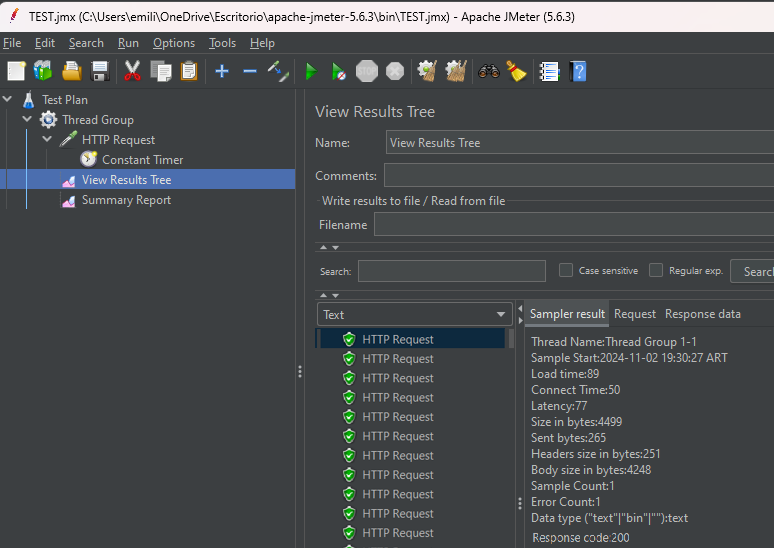 TEST.jmx (C:\Users\emili\OneDrive\Escritorio\apache-jmeter-5.6.3\bin\TEST.jmx) - Apache JMeter (5.6.3)
File Edit Search Run Options Tools Help
STOP
?
Test Plan
Thread Group
HTTP Request
Constant Timer
View Results Tree
Summary Report
View Results Tree
Name: View Results Tree
Comments:
Write results to file / Read from file
Filename
Search: Case sensitive Regular exp. Search
Text
HTTP Request
HTTP Request
HTTP Request
HTTP Request
HTTP Request
HTTP Request
HTTP Request
HTTP Request
HTTP Request
HTTP Request
HTTP Request
Sampler result Request Response data
Thread Name:Thread Group 1-1
Sample Start:2024-11-02 19:30:27 ART
Load time:89
Connect Time:50
Latency:77
Size in bytes:4499
Sent bytes:265
Headers size in bytes:251
Body size in bytes:4248
Sample Count:1
Error Count:1
Data type ("text"|"bin"|""):text
Response code:200